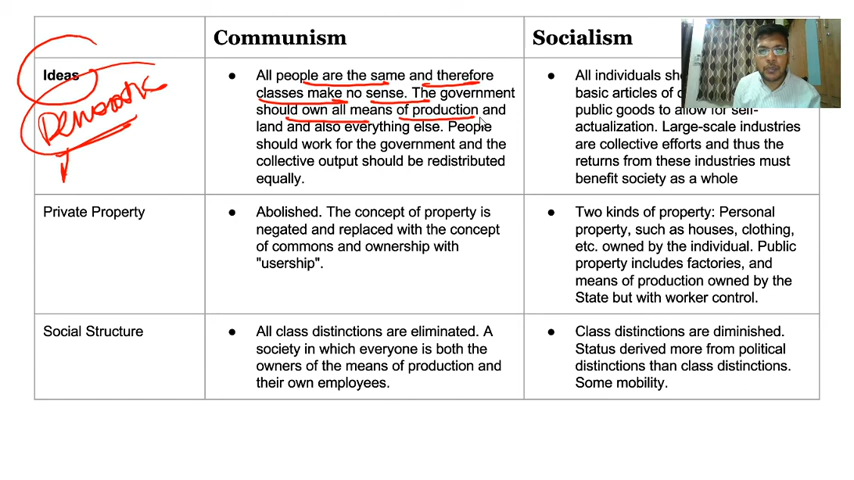 Communism
Socialism
Ideas
Democratic
● All people are the same and therefore
classes make no sense. The government
should own all means of production and
land and also everything else. People
should work for the government and the
collective output should be redistributed
equally.
● All individuals sh
basic articles of c
public goods to allow for self-
actualization. Large-scale industries
are collective efforts and thus the
returns from these industries must
benefit society as a whole
Private Property
● Abolished. The concept of property is
negated and replaced with the concept
of commons and ownership with
"usership".
● Two kinds of property: Personal
property, such as houses, clothing,
etc. owned by the individual. Public
property includes factories, and
means of production owned by the
State but with worker control.
Social Structure
● All class distinctions are eliminated. A
society in which everyone is both the
owners of the means of production and
their own employees.
● Class distinctions are diminished.
Status derived more from political
distinctions than class distinctions.
Some mobility.